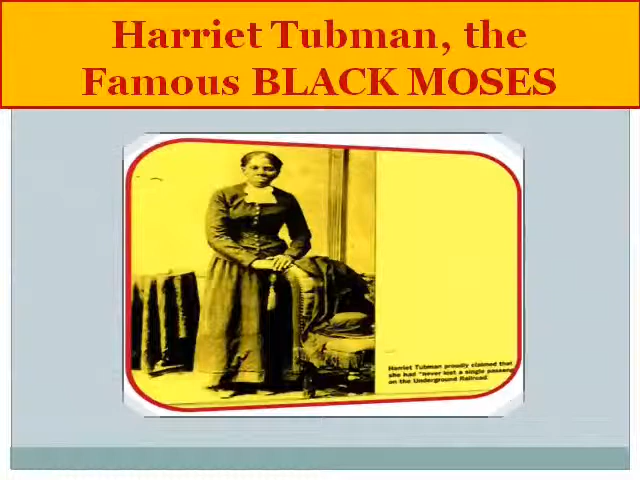 Harriet Tubman, the
Famous BLACK MOSES
Harriet Tubman proudly claimed that
she had "never lost a single passeng
on the Underground Railroad.